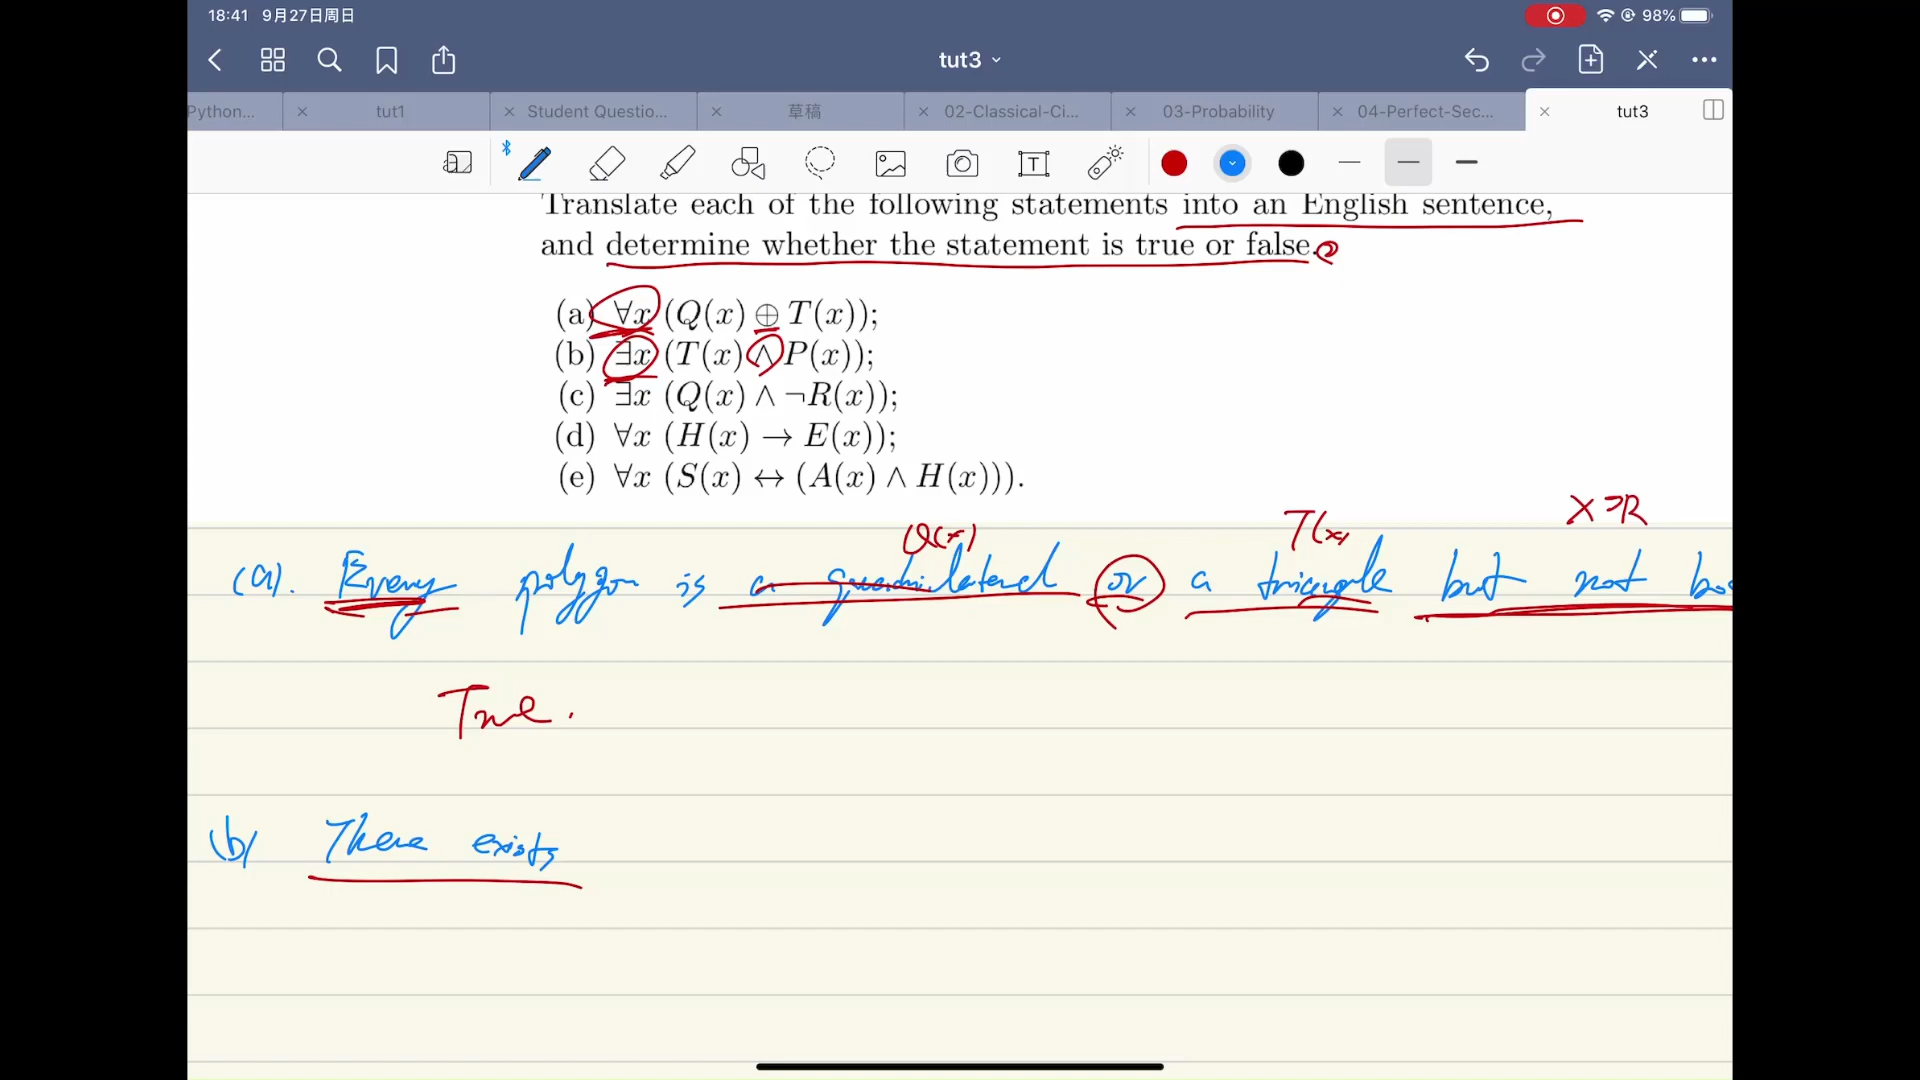 18:41 9月27日周日 98%
tut3
Python... tut1 Student Questio... 草稿 02-Classical-Ci... 03-Probability 04-Perfect-Sec... tut3
Translate each of the following statements into an English sentence,
and determine whether the statement is true or false.
(a) ∀x (Q(x) ⊕ T(x));
(b) ∃x (T(x) ∧ P(x));
(c) ∃x (Q(x) ∧ ¬R(x));
(d) ∀x (H(x) → E(x));
(e) ∀x (S(x) ↔ (A(x) ∧ H(x))).
Q(x) T(x)
(a). Every polygon is a quadrilateral or a triangle but not bo
True.
(b) There exists